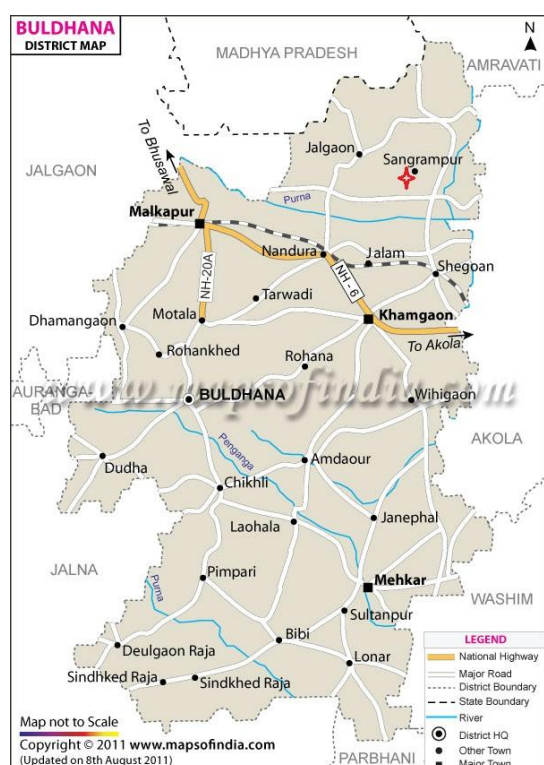 BULDHANA
DISTRICT MAP
N
MADHYA PRADESH
AMRAVATI
To Bhusawal
JALGAON
Jalgaon
Sangrampur
Purna
Malkapur
Nandura
Jalam
Shegoan
NH-20A
NH - 6
Tarwadi
Dhamangaon
Motala
Khamgaon
To Akola
Rohankhed
Rohana
AURANGA-
BAD
www.mapsofindia.com
BULDHANA
Wihigaon
AKOLA
Penganga
Dudha
Amdaour
Chikhli
Laohala
Janephal
JALNA
Pimpari
Mehkar
Purna
WASHIM
Sultanpur
Deulgaon Raja
Bibi
Lonar
Sindhked Raja
Sindkhed Raja
LEGEND
National Highway
Major Road
District Boundary
State Boundary
River
District HQ
Other Town
Major Town
Map not to Scale
Copyright © 2011 www.mapsofindia.com
(Updated on 8th August 2011)
PARBHANI